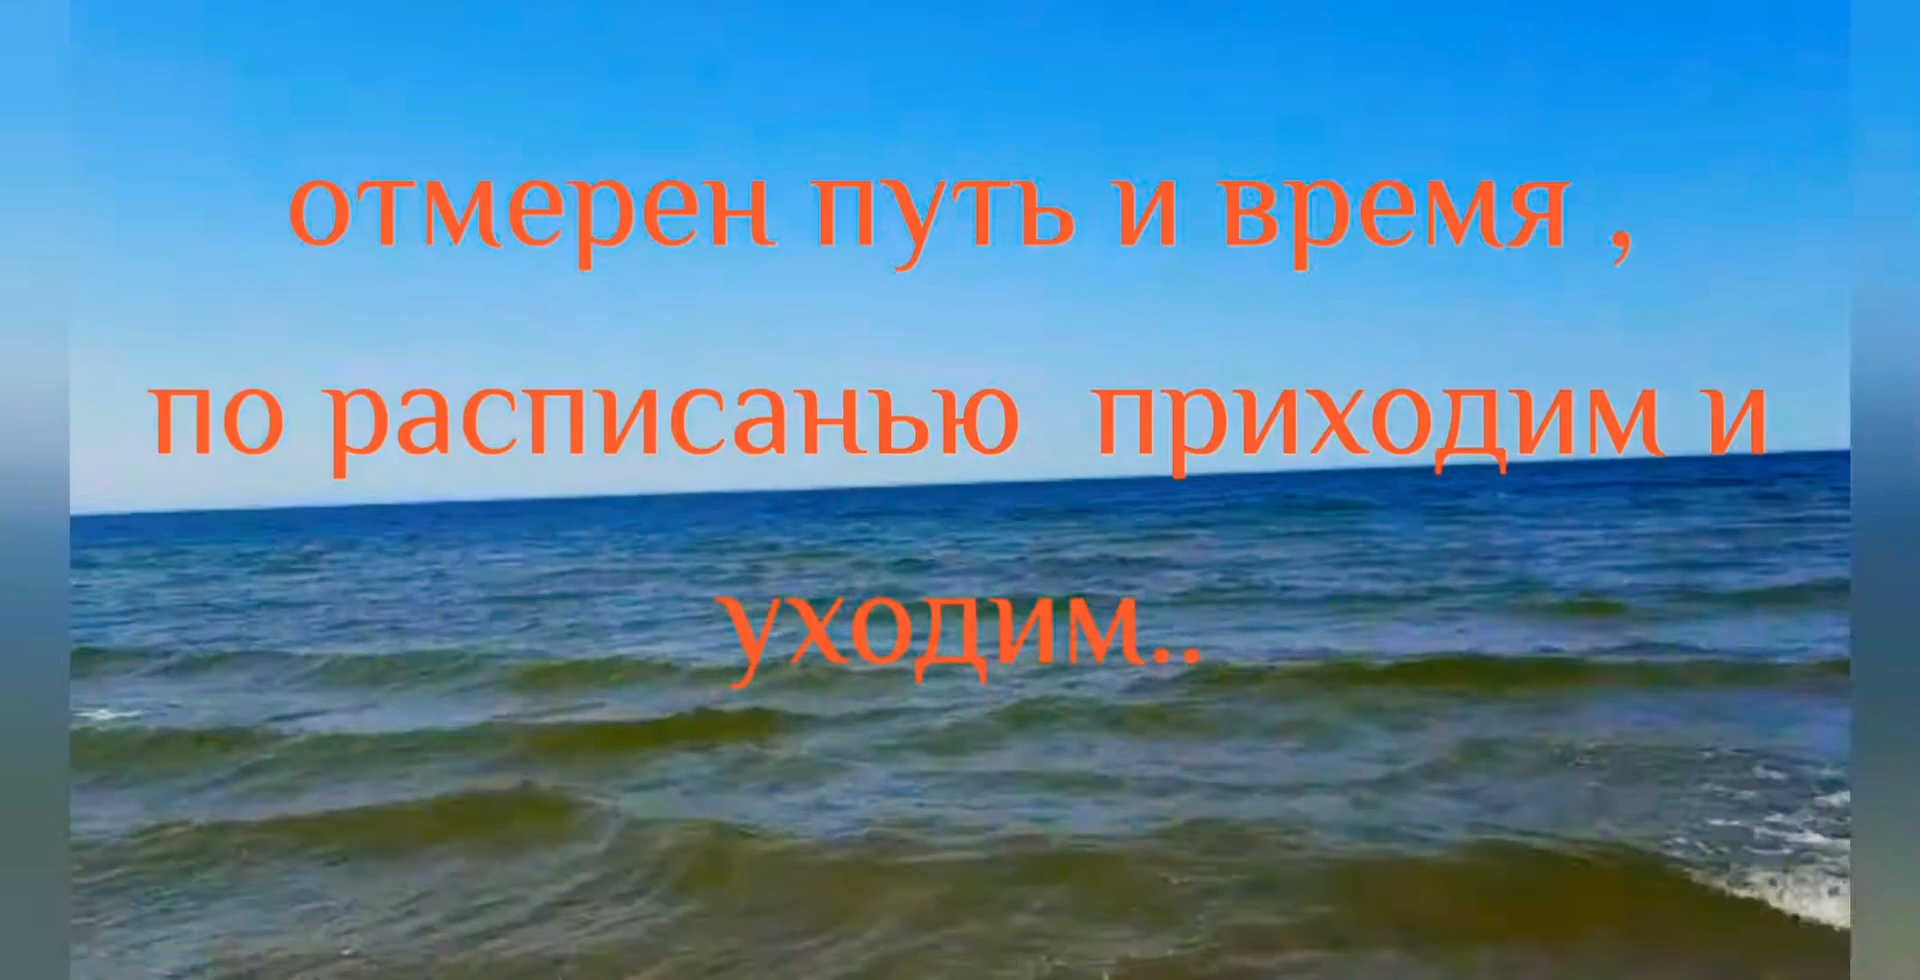 отмерен путь и время ,
по расписанью  приходим и
уходим..